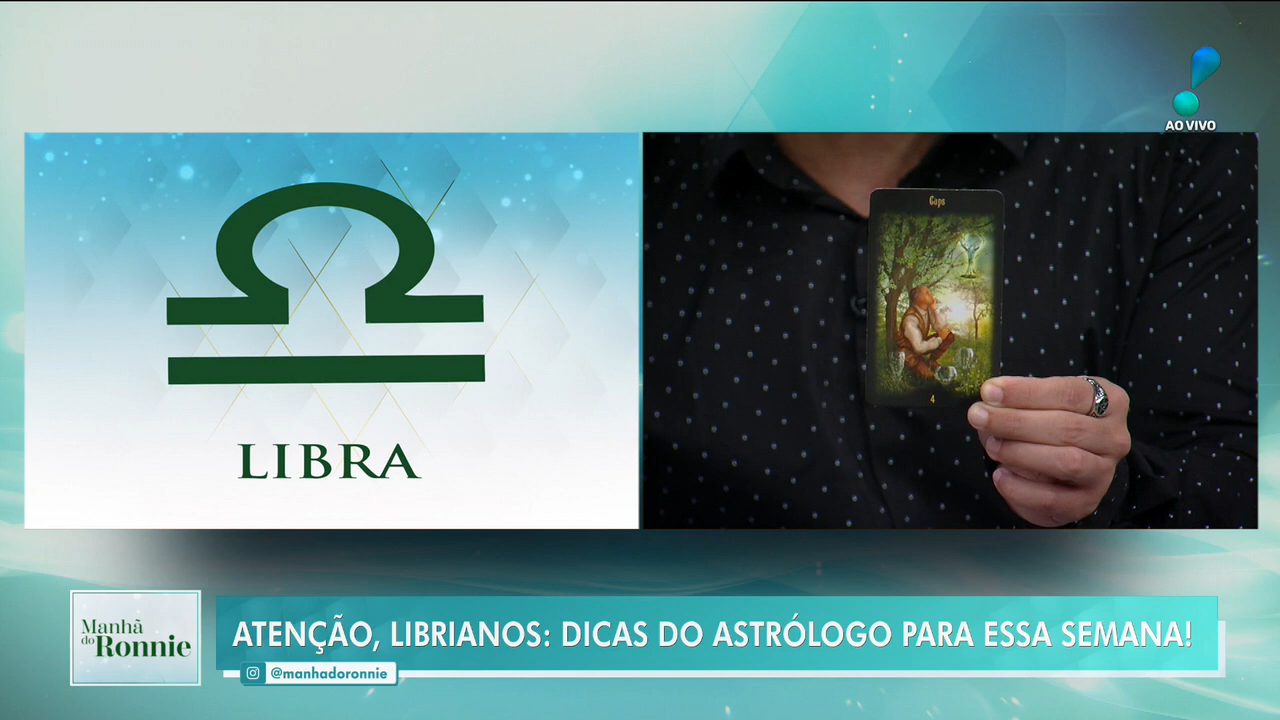 AO VIVO
LIBRA
Cups
4
Manhã
do Ronnie
ATENÇÃO, LIBRIANOS: DICAS DO ASTRÓLOGO PARA ESSA SEMANA!
@manhadoronnie